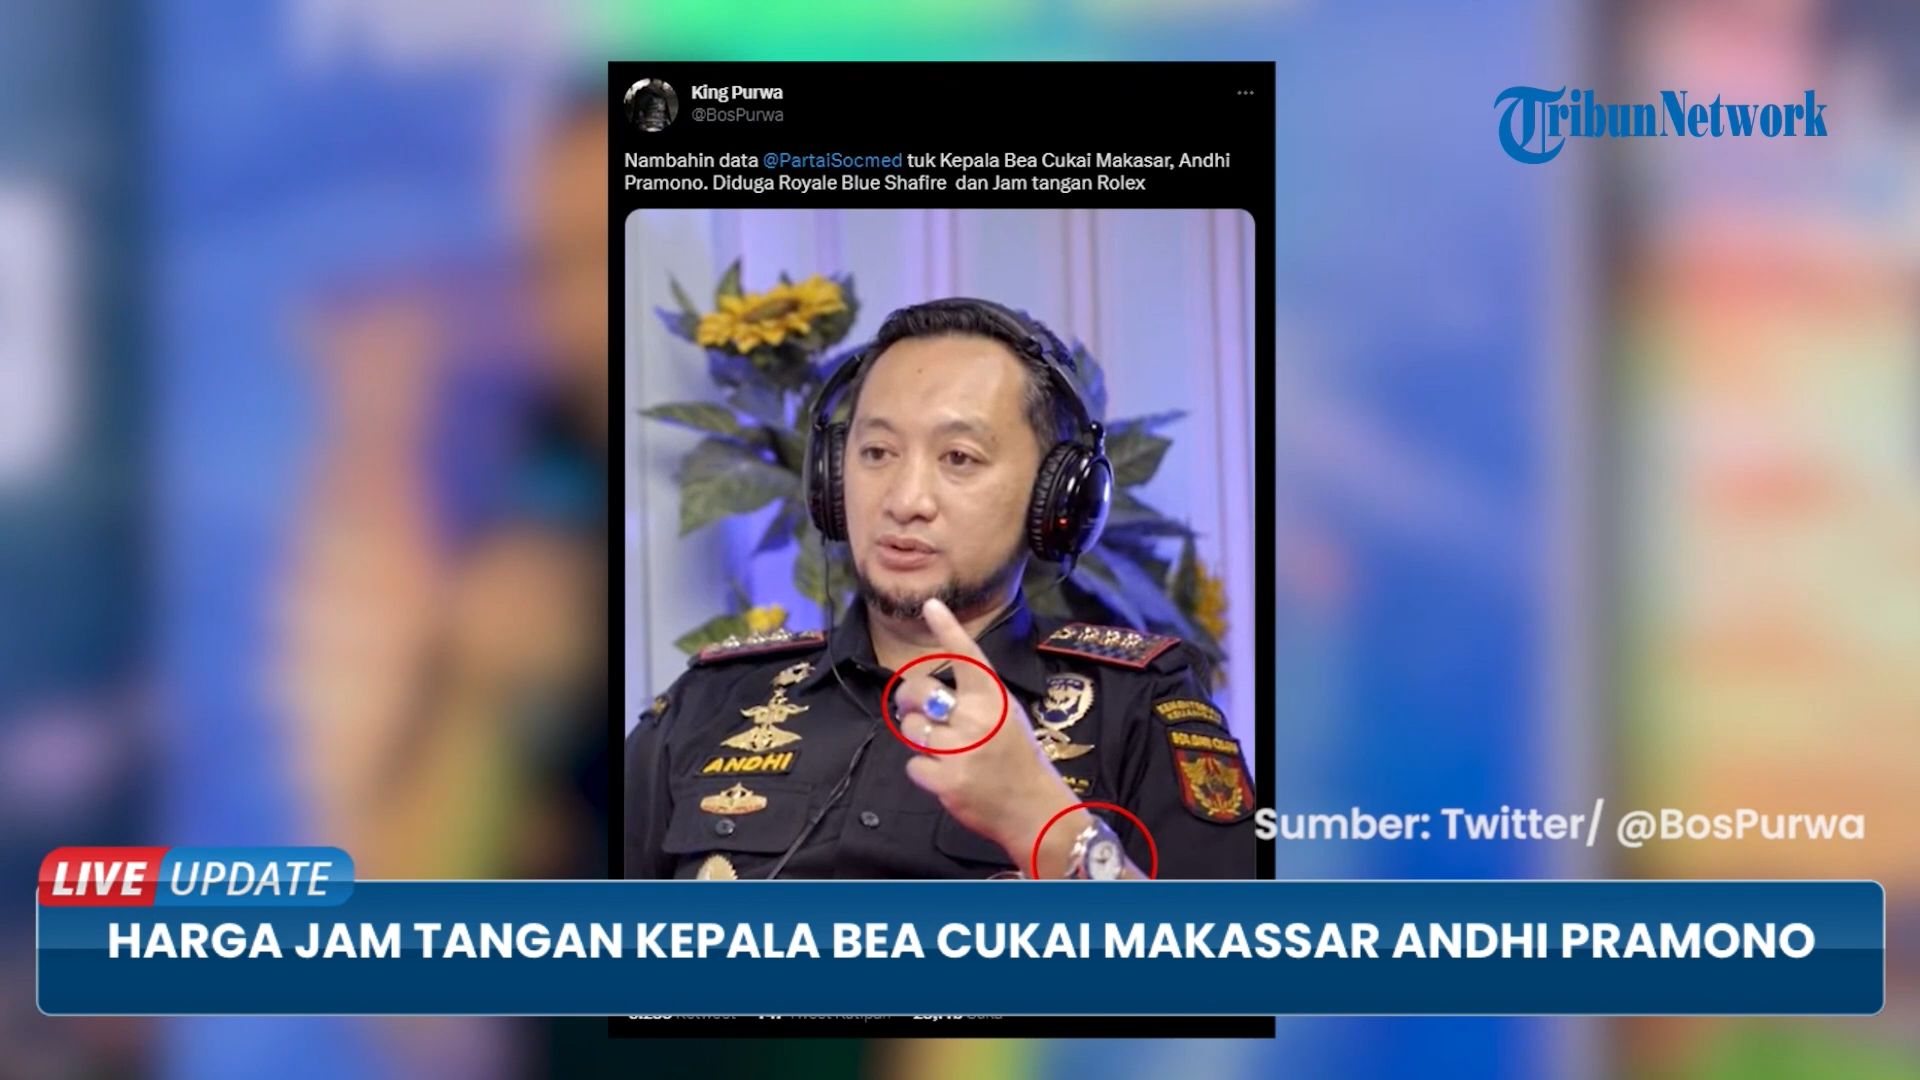 King Purwa
@BosPurwa
Nambahin data @PartaiSocmed tuk Kepala Bea Cukai Makasar, Andhi
Pramono. Diduga Royale Blue Shafire dan Jam tangan Rolex
TribunNetwork
ANDHI
Sumber: Twitter/ @BosPurwa
LIVE UPDATE
HARGA JAM TANGAN KEPALA BEA CUKAI MAKASSAR ANDHI PRAMONO